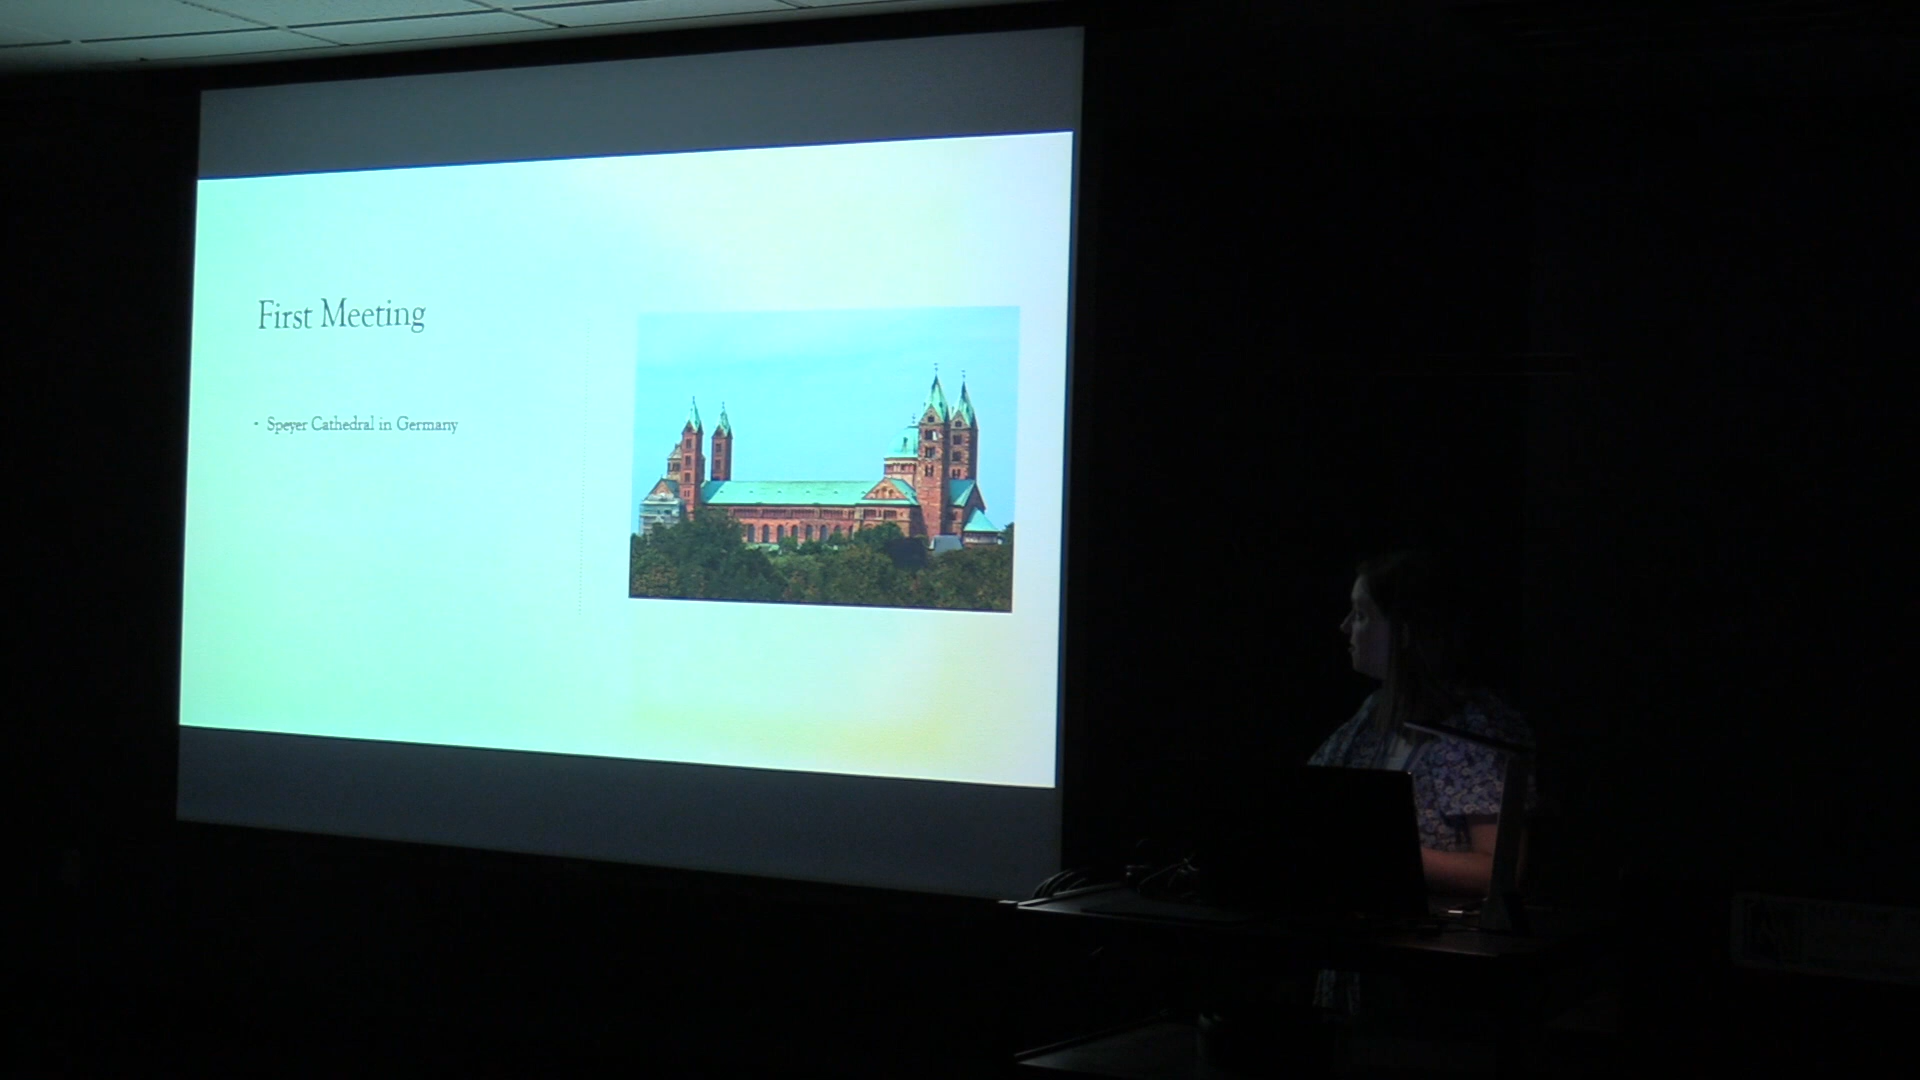 First Meeting
• Speyer Cathedral in Germany